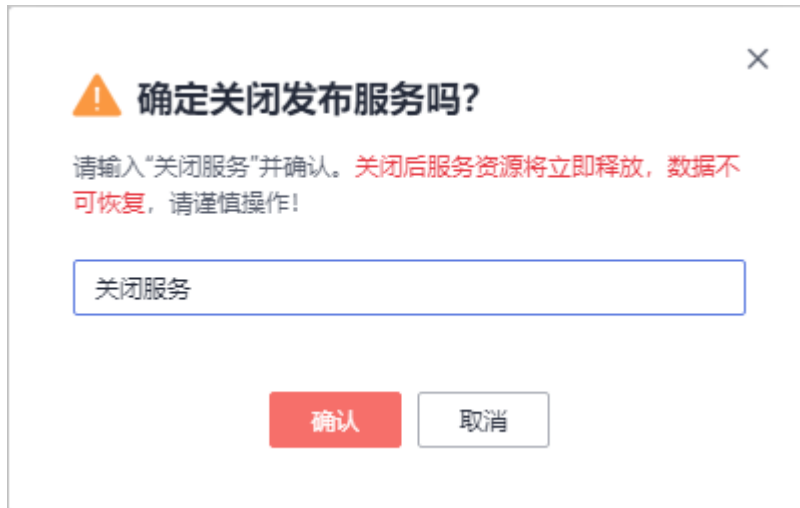 确定关闭发布服务吗？
请输入“关闭服务”并确认。关闭后服务资源将立即释放，数据不
可恢复，请谨慎操作！
关闭服务
确认 取消